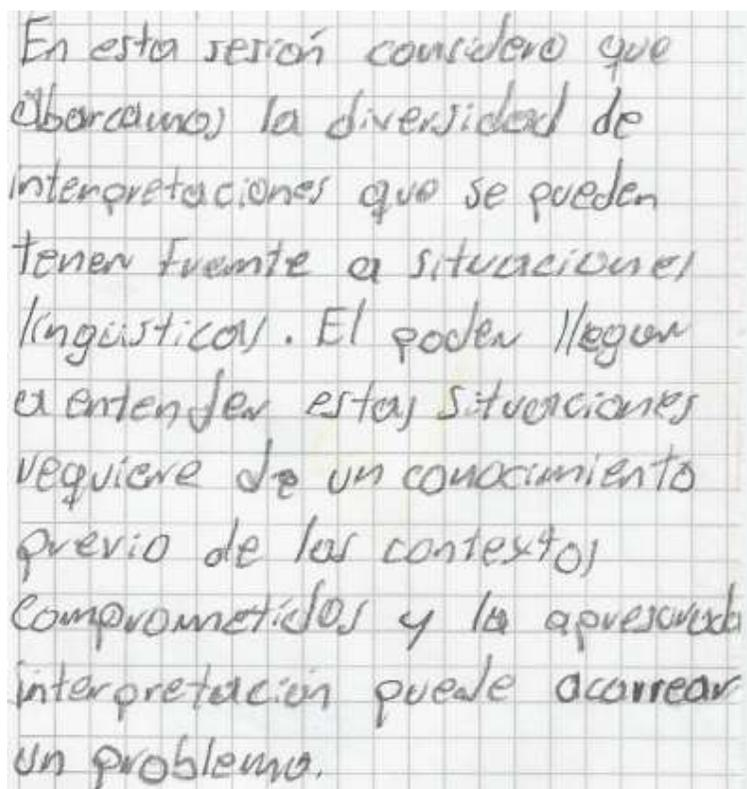 En esta sesión considero que
abarcamos la diversidad de
interpretaciones que se pueden
tener frente a situaciones
lingüísticas. El poder llegar
a entender estas situaciones
requiere de un conocimiento
previo de los contextos
comprometidos y la apresurada
interpretación puede acarrear
un problema.